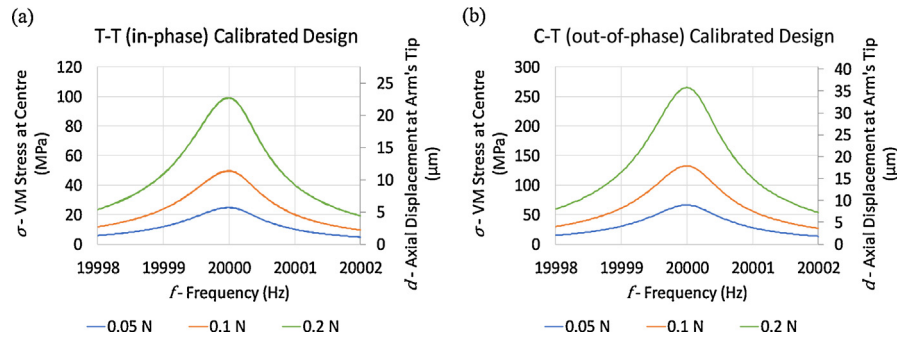 (a)
T-T (in-phase) Calibrated Design
σ - VM Stress at Centre
(MPa)
120
100
80
60
40
20
0
25
20
15
10
5
0
d - Axial Displacement at Arm's Tip
(μm)
19998 19999 20000 20001 20002
f - Frequency (Hz)
0.05 N 0.1 N 0.2 N
(b)
C-T (out-of-phase) Calibrated Design
σ - VM Stress at Centre
(MPa)
300
250
200
150
100
50
0
40
35
30
25
20
15
10
5
0
d - Axial Displacement at Arm's Tip
(μm)
19998 19999 20000 20001 20002
f - Frequency (Hz)
0.05 N 0.1 N 0.2 N